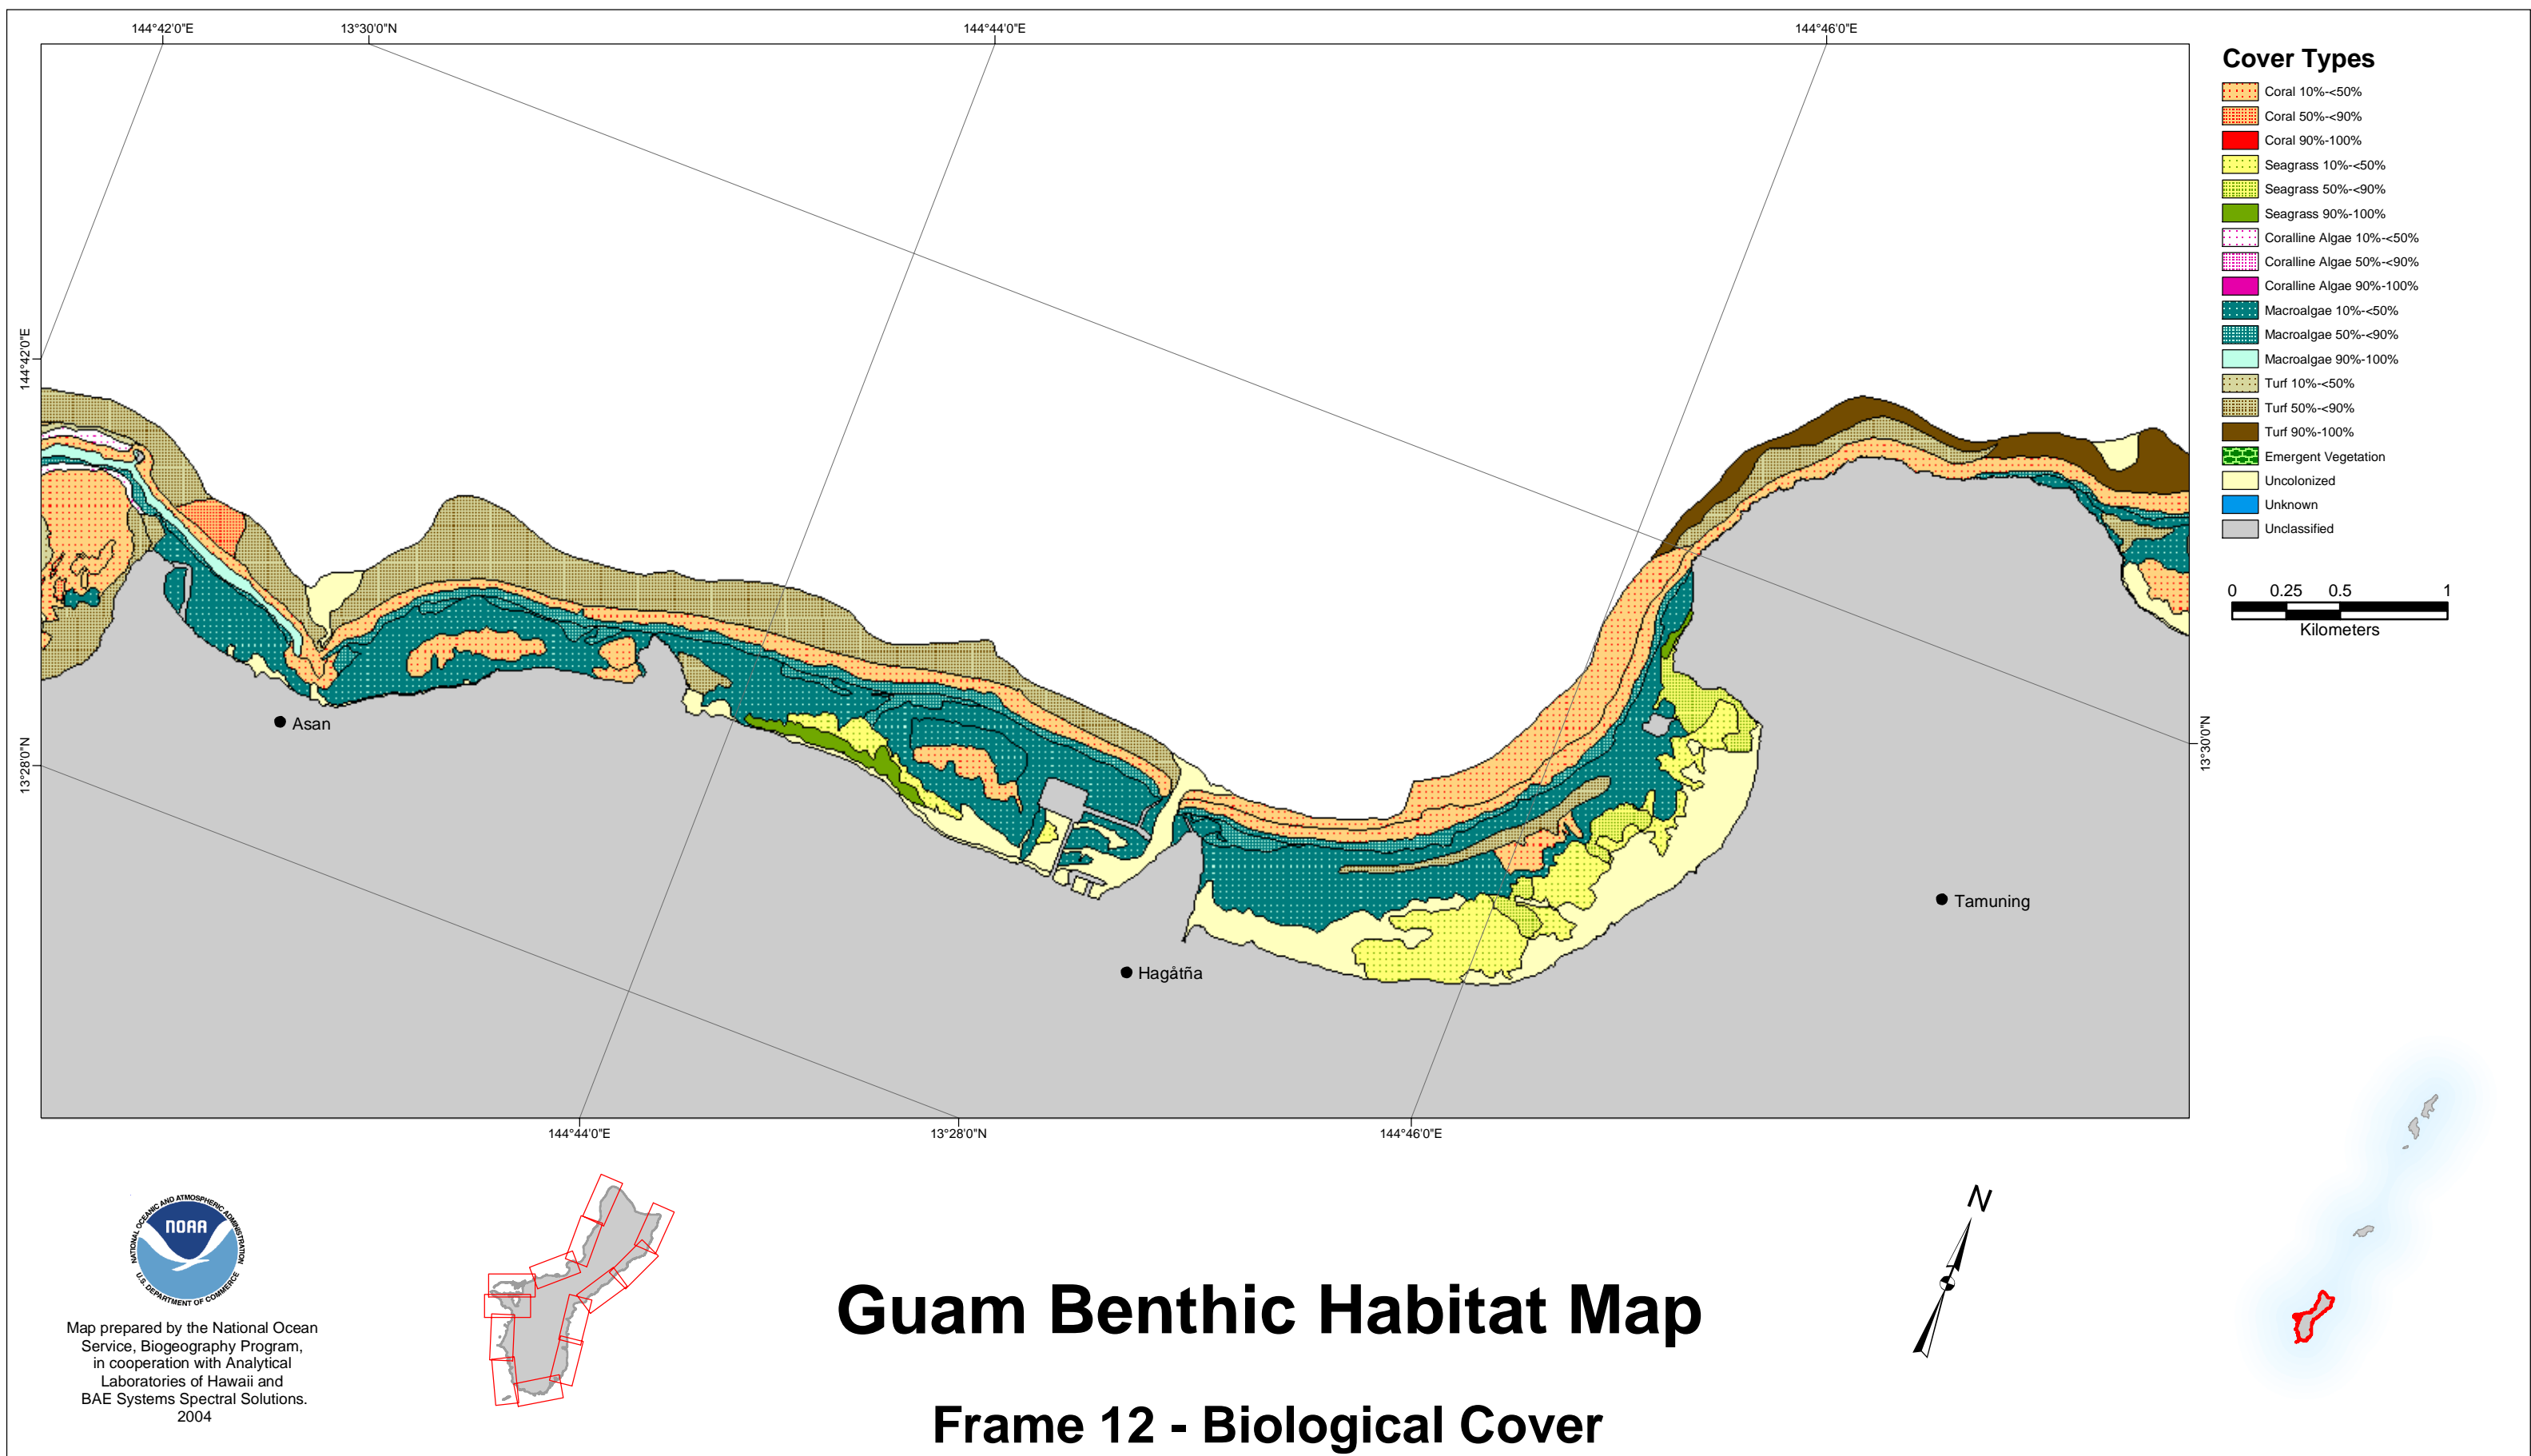 144°42'0"E
13°30'0"N
144°44'0"E
144°46'0"E
144°42'0"E
13°28'0"N
13°30'0"N
Asan
Hagåtña
Tamuning
144°44'0"E
13°28'0"N
144°46'0"E
Cover Types
Coral 10%-<50%
Coral 50%-<90%
Coral 90%-100%
Seagrass 10%-<50%
Seagrass 50%-<90%
Seagrass 90%-100%
Coralline Algae 10%-<50%
Coralline Algae 50%-<90%
Coralline Algae 90%-100%
Macroalgae 10%-<50%
Macroalgae 50%-<90%
Macroalgae 90%-100%
Turf 10%-<50%
Turf 50%-<90%
Turf 90%-100%
Emergent Vegetation
Uncolonized
Unknown
Unclassified
0 0.25 0.5 1
Kilometers
NATIONAL OCEANIC AND ATMOSPHERIC ADMINISTRATION
NOAA
U.S. DEPARTMENT OF COMMERCE
Map prepared by the National Ocean
Service, Biogeography Program,
in cooperation with Analytical
Laboratories of Hawaii and
BAE Systems Spectral Solutions.
2004
N
Guam Benthic Habitat Map
Frame 12 - Biological Cover